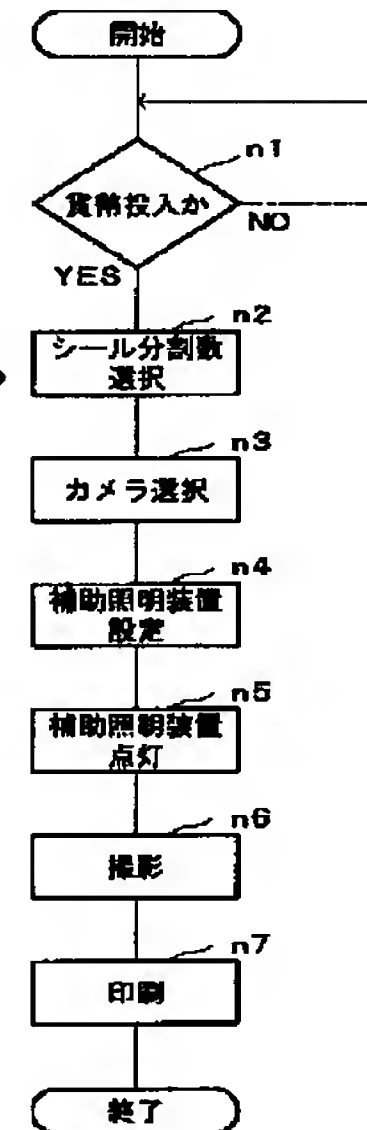 開始
n1
貨幣投入か
NO
YES
n2
シール分割数
選択
n3
カメラ選択
n4
補助照明装置
設定
n5
補助照明装置
点灯
n6
撮影
n7
印刷
終了